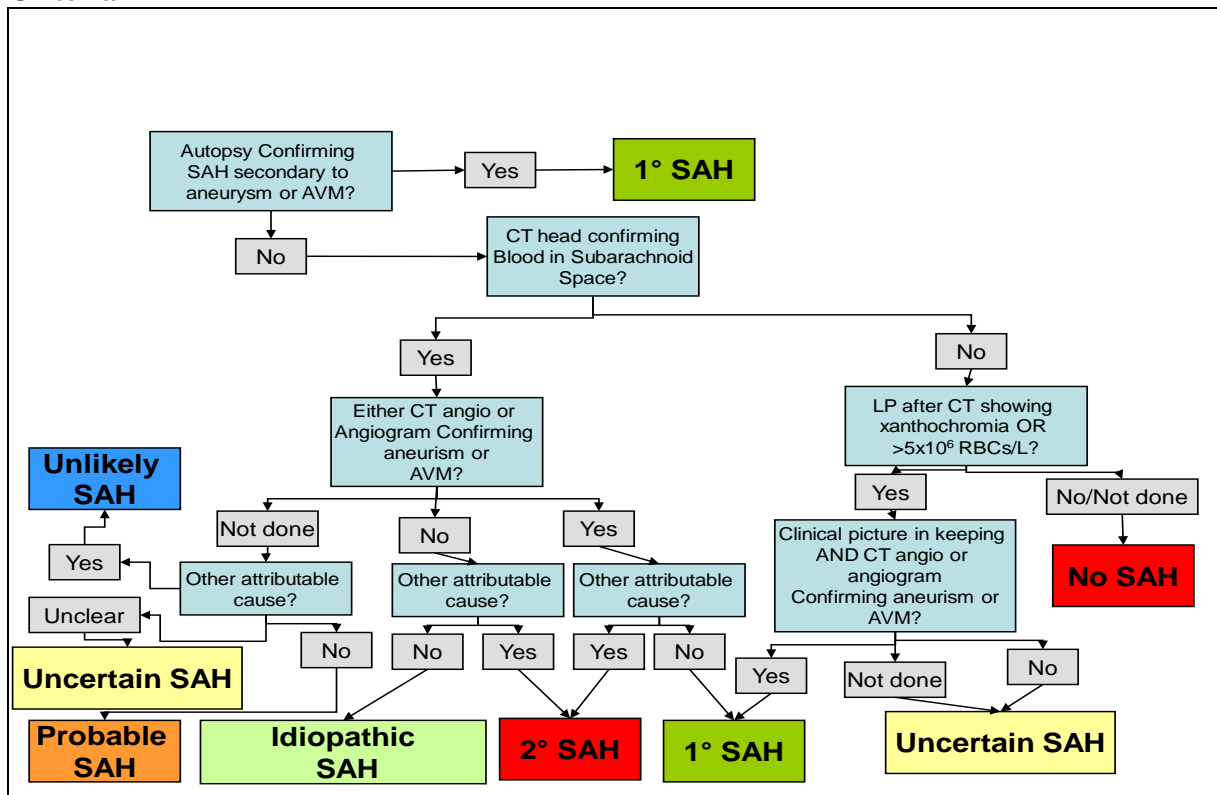 Autopsy Confirming
SAH secondary to
aneurysm or AVM?
Yes
1° SAH
No
CT head confirming
Blood in Subarachnoid
Space?
Yes
No
Either CT angio or
Angiogram Confirming
aneurism or
AVM?
LP after CT showing
xanthochromia OR
>5x10⁶ RBCs/L?
Unlikely
SAH
Not done
No
Yes
Yes
No/Not done
Yes
Other attributable
cause?
Other attributable
cause?
Other attributable
cause?
Clinical picture in keeping
AND CT angio or
angiogram
Confirming aneurism or
AVM?
No SAH
Unclear
No
No
Yes
Yes
No
Yes
Not done
No
Uncertain SAH
Probable
SAH
Idiopathic
SAH
2° SAH
1° SAH
Uncertain SAH